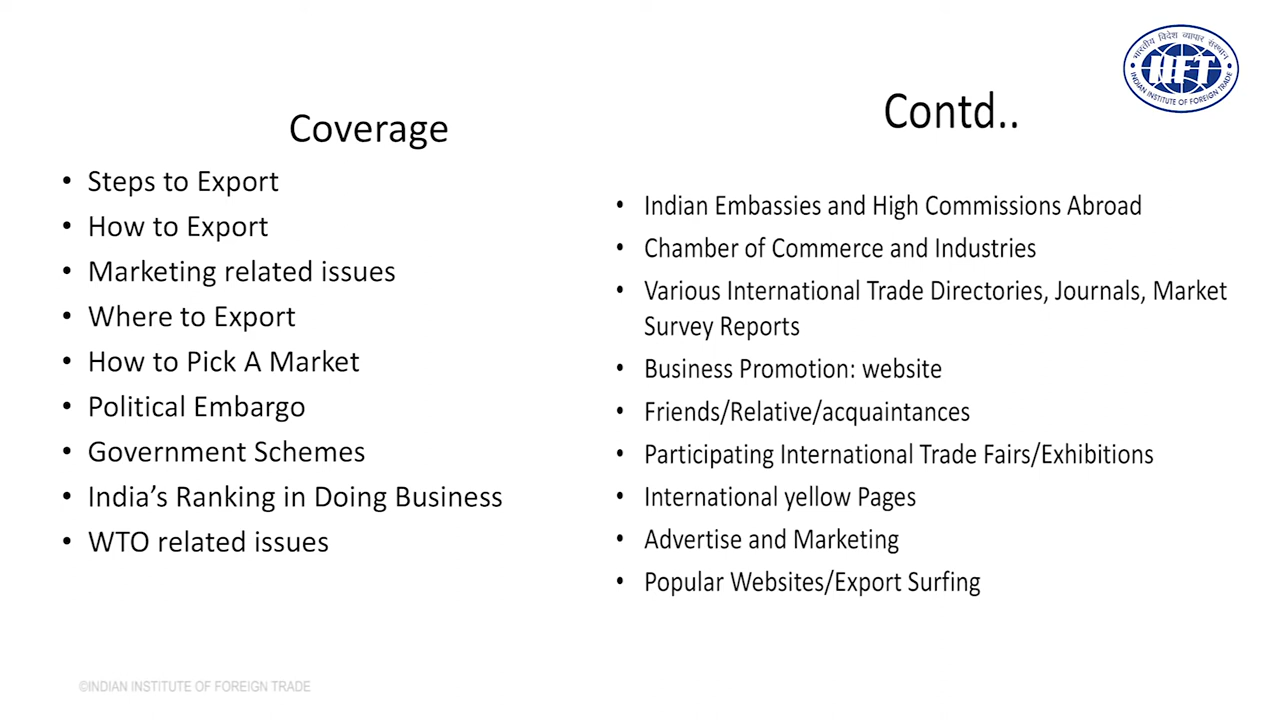 भारतीय विदेश व्यापार संस्थान
IIFT
INDIAN INSTITUTE OF FOREIGN TRADE
Coverage
• Steps to Export
• How to Export
• Marketing related issues
• Where to Export
• How to Pick A Market
• Political Embargo
• Government Schemes
• India’s Ranking in Doing Business
• WTO related issues
Contd..
• Indian Embassies and High Commissions Abroad
• Chamber of Commerce and Industries
• Various International Trade Directories, Journals, Market
Survey Reports
• Business Promotion: website
• Friends/Relative/acquaintances
• Participating International Trade Fairs/Exhibitions
• International yellow Pages
• Advertise and Marketing
• Popular Websites/Export Surfing
©INDIAN INSTITUTE OF FOREIGN TRADE